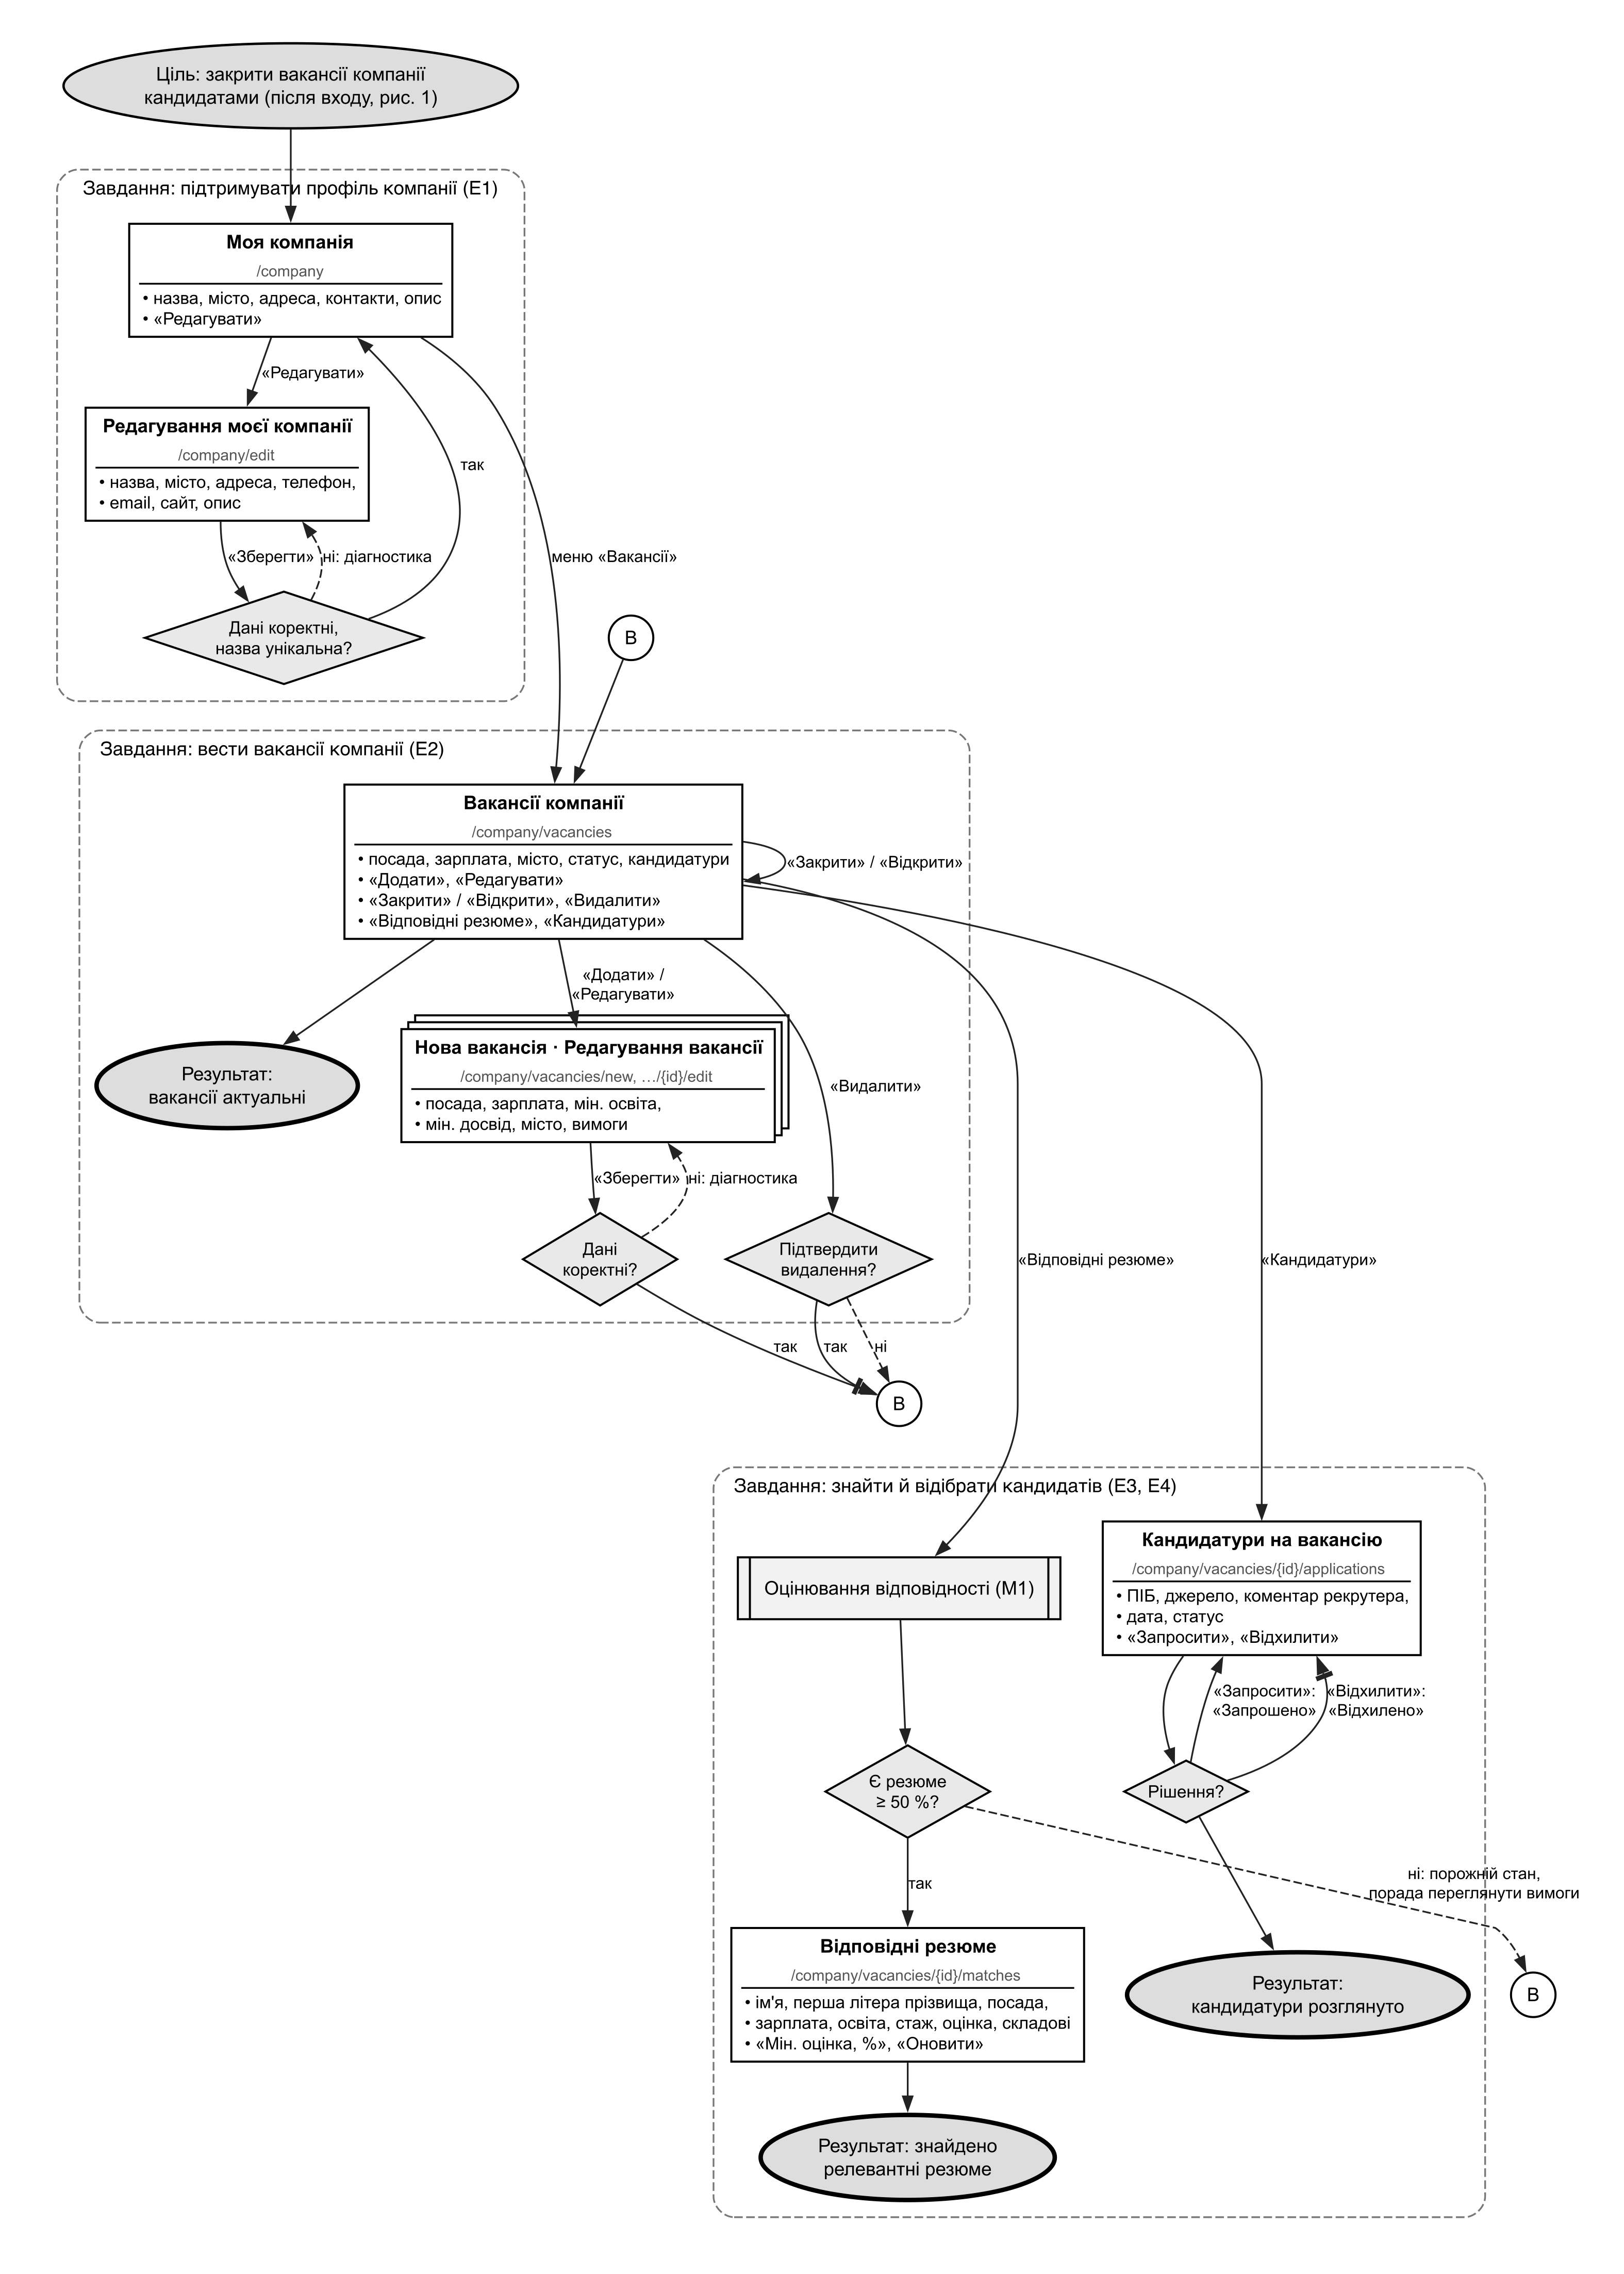 Ціль: закрити вакансії компанії
кандидатами (після входу, рис. 1)
Завдання: підтримувати профіль компанії (E1)
Моя компанія
/company
• назва, місто, адреса, контакти, опис
• «Редагувати»
«Редагувати»
Редагування моєї компанії
/company/edit
• назва, місто, адреса, телефон,
• email, сайт, опис
так
«Зберегти»
ні: діагностика
меню «Вакансії»
Дані коректні,
назва унікальна?
B
Завдання: вести вакансії компанії (E2)
Вакансії компанії
/company/vacancies
• посада, зарплата, місто, статус, кандидатури
• «Додати», «Редагувати»
• «Закрити» / «Відкрити», «Видалити»
• «Відповідні резюме», «Кандидатури»
«Закрити» / «Відкрити»
«Додати» /
«Редагувати»
Результат:
вакансії актуальні
Нова вакансія · Редагування вакансії
/company/vacancies/new, …/{id}/edit
• посада, зарплата, мін. освіта,
• мін. досвід, місто, вимоги
«Видалити»
«Зберегти»
ні: діагностика
Дані
коректні?
Підтвердити
видалення?
«Відповідні резюме»
«Кандидатури»
так
так
ні
B
Завдання: знайти й відібрати кандидатів (E3, E4)
Оцінювання відповідності (M1)
Кандидатури на вакансію
/company/vacancies/{id}/applications
• ПІБ, джерело, коментар рекрутера,
• дата, статус
• «Запросити», «Відхилити»
«Запросити»:
«Запрошено»
«Відхилити»:
«Відхилено»
Є резюме
≥ 50 %?
Рішення?
так
ні: порожній стан,
порада переглянути вимоги
Відповідні резюме
/company/vacancies/{id}/matches
• ім'я, перша літера прізвища, посада,
• зарплата, освіта, стаж, оцінка, складові
• «Мін. оцінка, %», «Оновити»
Результат:
кандидатури розглянуто
B
Результат: знайдено
релевантні резюме